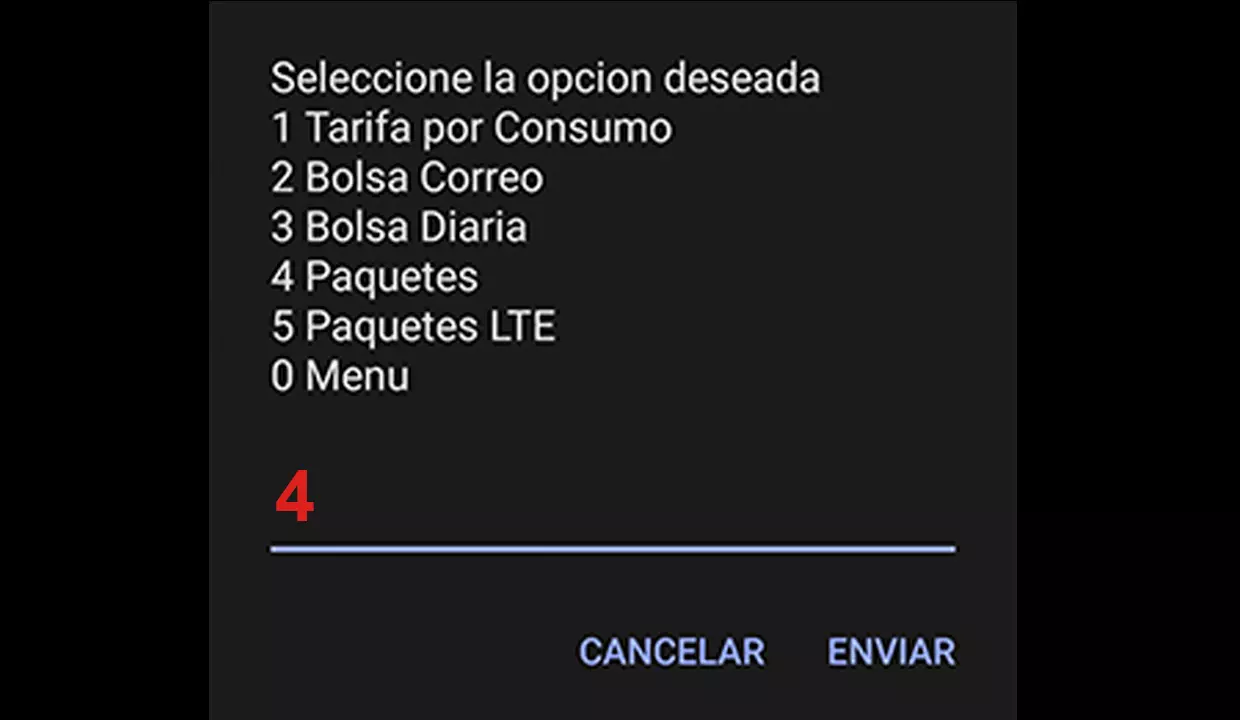 Seleccione la opcion deseada
1 Tarifa por Consumo
2 Bolsa Correo
3 Bolsa Diaria
4 Paquetes
5 Paquetes LTE
0 Menu
4
CANCELAR ENVIAR